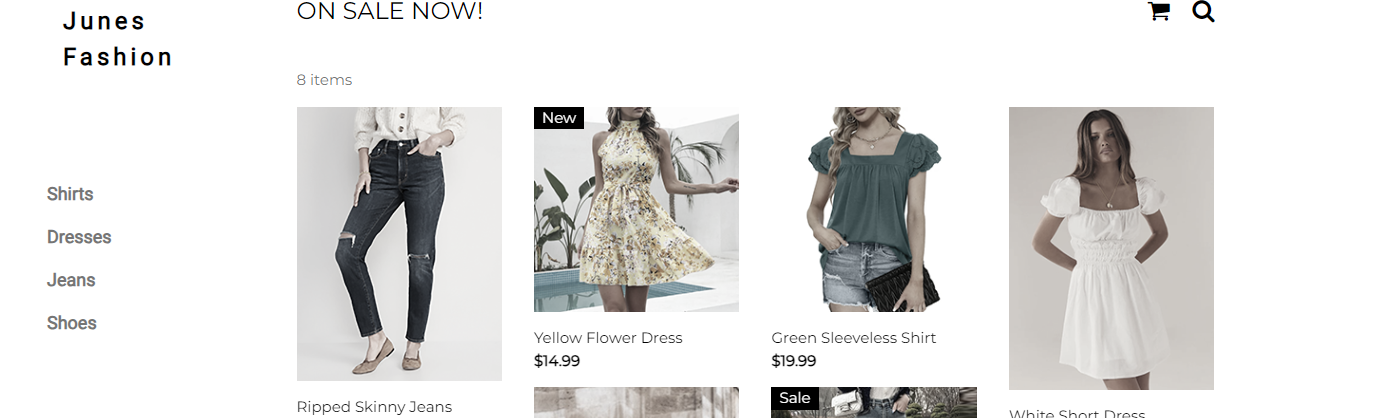 Junes
Fashion
ON SALE NOW!
8 items
Shirts
Dresses
Jeans
Shoes
Ripped Skinny Jeans
New
Yellow Flower Dress
$14.99
Green Sleeveless Shirt
$19.99
Sale
White Short Dress